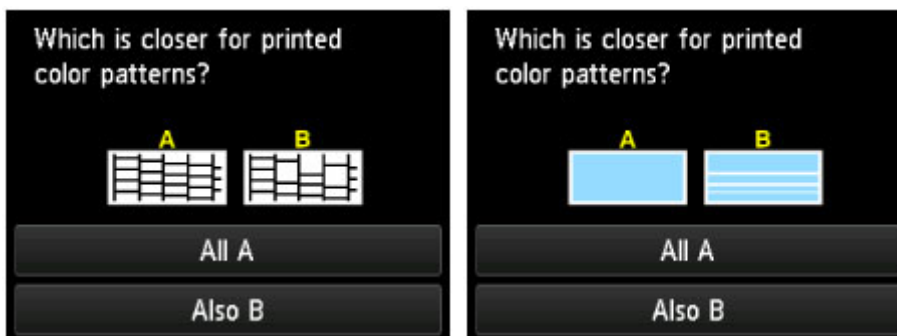 Which is closer for printed
color patterns?
A B
All A
Also B
Which is closer for printed
color patterns?
A B
All A
Also B